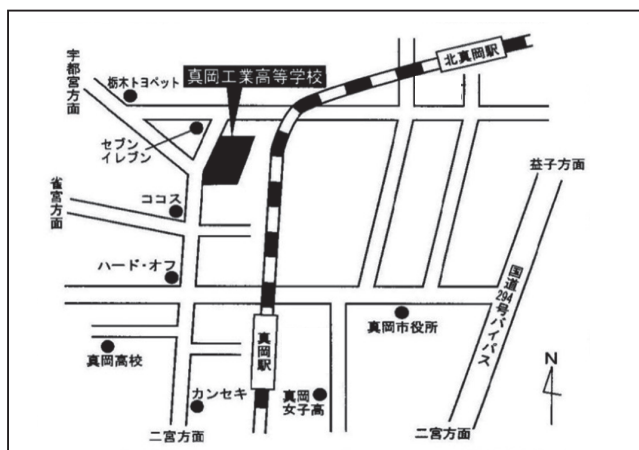 北真岡駅
宇都宮方面
栃木トヨペット
真岡工業高等学校
セブン
イレブン
益子方面
雀宮方面
ココス
ハード・オフ
国道294号バイパス
真岡市役所
真岡駅
真岡高校
N
カンセキ
真岡
女子高
二宮方面
二宮方面